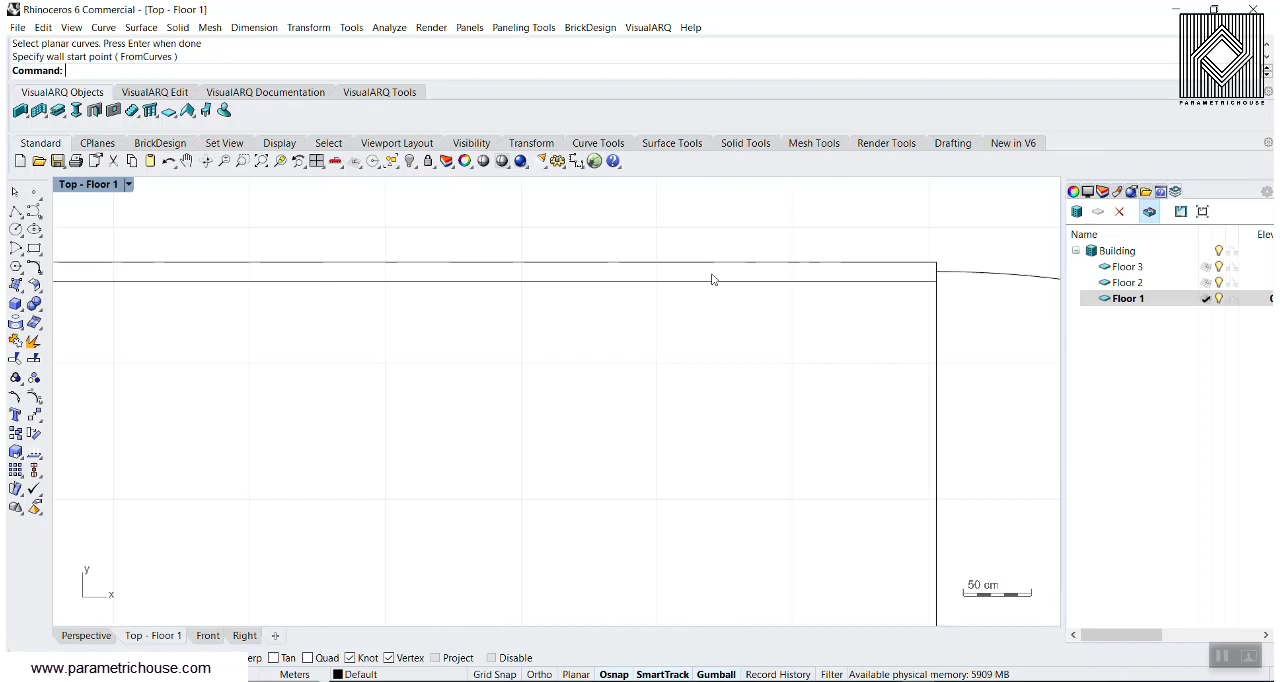 Rhinoceros 6 Commercial - [Top - Floor 1]
File Edit View Curve Surface Solid Mesh Dimension Transform Tools Analyze Render Panels Paneling Tools BrickDesign VisualARQ Help
Select planar curves. Press Enter when done
Specify wall start point ( FromCurves )
Command:
PARAMETRICHOUSE
VisualARQ Objects VisualARQ Edit VisualARQ Documentation VisualARQ Tools
Standard CPlanes BrickDesign Set View Display Select Viewport Layout Visibility Transform Curve Tools Surface Tools Solid Tools Mesh Tools Render Tools Drafting New in V6
Top - Floor 1
Name Ele
Building
Floor 3
Floor 2
Floor 1
y
x
50 cm
Perspective Top - Floor 1 Front Right
erp Tan Quad Knot Vertex Project Disable
www.parametrichouse.com
Meters Default Grid Snap Ortho Planar Osnap SmartTrack Gumball Record History Filter Available physical memory: 5909 MB